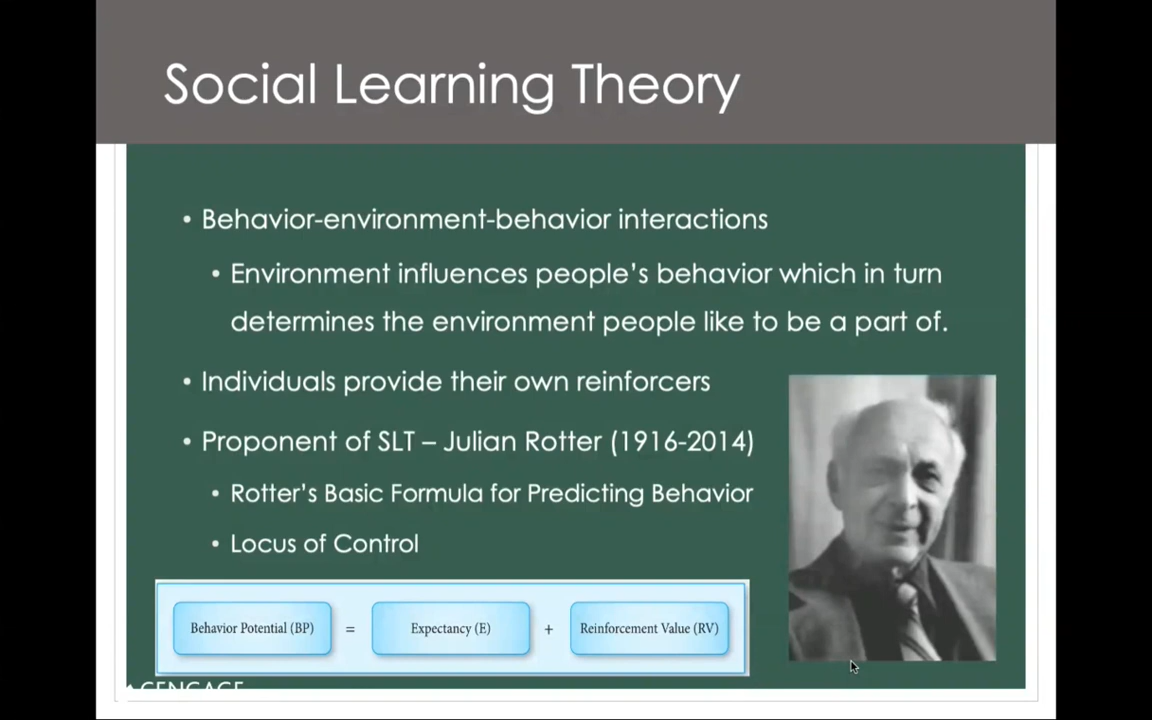 Social Learning Theory
• Behavior-environment-behavior interactions
• Environment influences people's behavior which in turn
determines the environment people like to be a part of.
• Individuals provide their own reinforcers
• Proponent of SLT – Julian Rotter (1916-2014)
• Rotter's Basic Formula for Predicting Behavior
• Locus of Control
Behavior Potential (BP) = Expectancy (E) + Reinforcement Value (RV)
CENGAGE